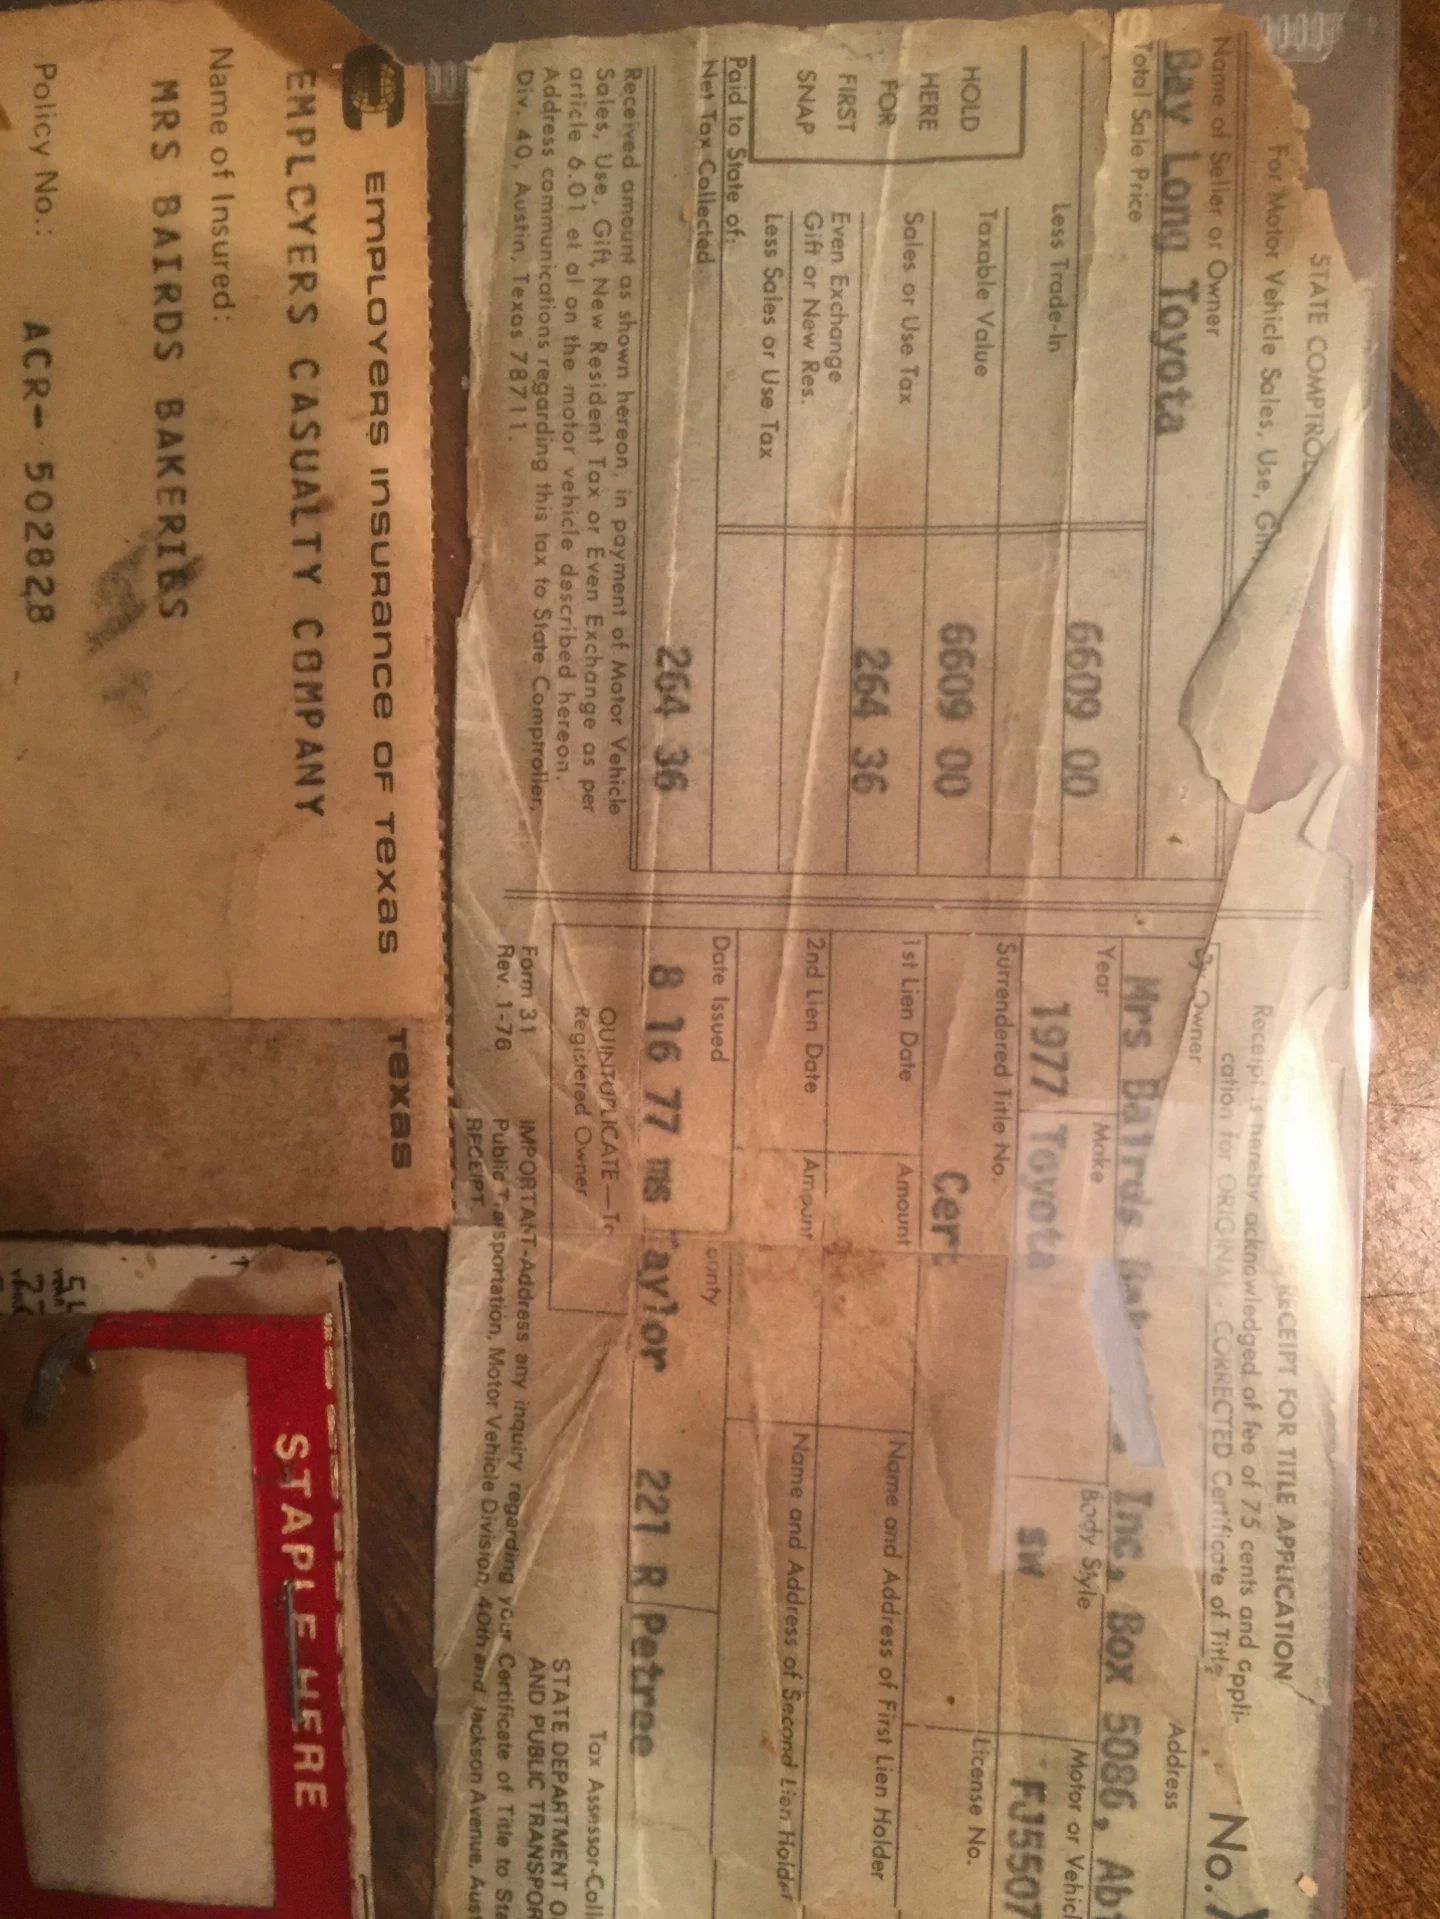 STATE COMPTROL
For Motor Vehicle Sales, Use, Gift,
Name of Seller or Owner
Bay Long Toyota
Total Sale Price
6609 00
Less Trade-In
Taxable Value
6609 00
Sales or Use Tax
264 36
Even Exchange
Gift or New Res.
Less Sales or Use Tax
HOLD
HERE
FOR
FIRST
SNAP
Paid to State of:
Net Tax Collected
264 36
Received amount as shown hereon, in payment of Motor Vehicle
Sales, Use, Gift, New Resident Tax or Even Exchange as per
article 6.01 et al on the motor vehicle described hereon.
Address communications regarding this tax to State Comptroller,
Div. 40, Austin, Texas 78711.
RECEIPT FOR TITLE APPLICATION
Receipt is hereby acknowledged of fee of 75 cents and appli-
cation for ORIGINAL CORRECTED Certificate of Title
No.
Owner
Address
Mrs Bairds Inc, Box 5086, Ab
Year
Make
Body Style
Motor or Vehicl
1977 Toyota SW FJ5507
Surrendered Title No.
License No.
Cert
1st Lien Date
Amount
Name and Address of First Lien Holder
2nd Lien Date
Amount
Name and Address of Second Lien Holder
Date Issued
ounty
8 16 77 ms Taylor 221 R Petree
Tax Assessor-Coll
QUINTUPLICATE—To
Registered Owner
STATE DEPARTMENT O
AND PUBLIC TRANSPOR
Form 31
Rev. 1-76
IMPORTANT-Address any inquiry regarding your Certificate of Title to Sta
Public Transportation, Motor Vehicle Division, 40th and Jackson Avenue, Aust
RECEIPT
EMPLOYERS INSURANCE OF TEXAS
TEXAS
EMPLOYERS CASUALTY COMPANY
Name of Insured:
MRS BAIRDS BAKERIES
Policy No.: ACR- 502828
STAPLE HERE